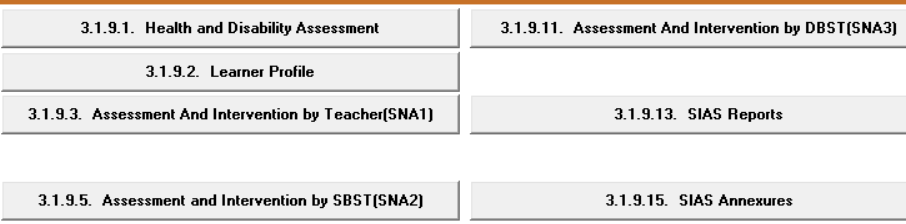 3.1.9.1. Health and Disability Assessment
3.1.9.11. Assessment And Intervention by DBST(SNA3)
3.1.9.2. Learner Profile
3.1.9.3. Assessment And Intervention by Teacher(SNA1)
3.1.9.13. SIAS Reports
3.1.9.5. Assessment and Intervention by SBST(SNA2)
3.1.9.15. SIAS Annexures